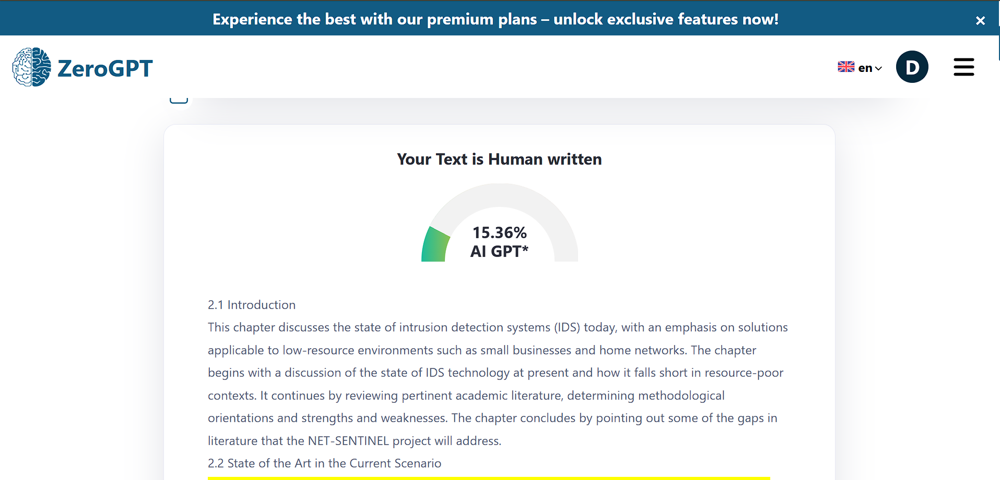 Experience the best with our premium plans – unlock exclusive features now!
×
ZeroGPT
en
D
Your Text is Human written
15.36%
AI GPT*
2.1 Introduction
This chapter discusses the state of intrusion detection systems (IDS) today, with an emphasis on solutions
applicable to low-resource environments such as small businesses and home networks. The chapter
begins with a discussion of the state of IDS technology at present and how it falls short in resource-poor
contexts. It continues by reviewing pertinent academic literature, determining methodological
orientations and strengths and weaknesses. The chapter concludes by pointing out some of the gaps in
literature that the NET-SENTINEL project will address.
2.2 State of the Art in the Current Scenario